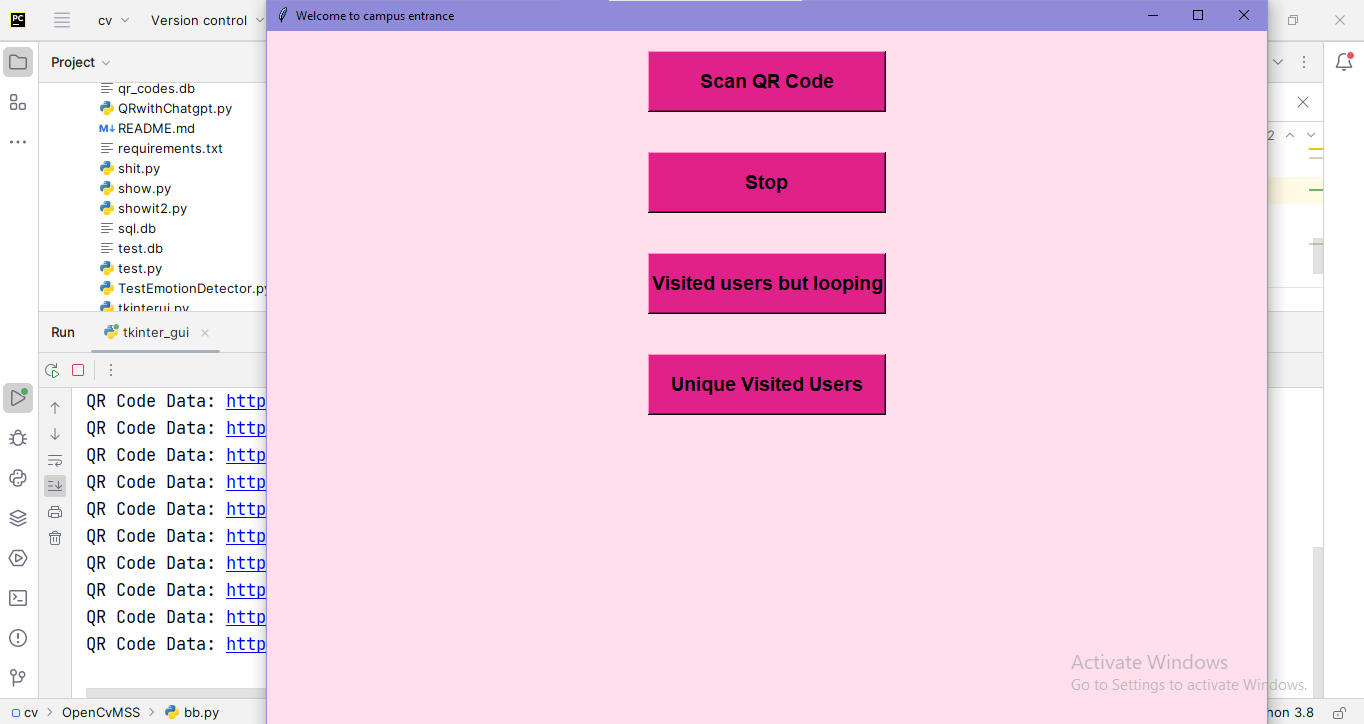 PC
cv
Version control
Welcome to campus entrance
Project
qr_codes.db
QRwithChatgpt.py
M↓ README.md
requirements.txt
shit.py
show.py
showit2.py
sql.db
test.db
test.py
TestEmotionDetector.py
tkinterui.py
Run
tkinter_gui
QR Code Data: http
QR Code Data: http
QR Code Data: http
QR Code Data: http
QR Code Data: http
QR Code Data: http
QR Code Data: http
QR Code Data: http
QR Code Data: http
QR Code Data: http
Scan QR Code
Stop
Visited users but looping
Unique Visited Users
2
Activate Windows
Go to Settings to activate Windows.
cv > OpenCvMSS > bb.py
hon 3.8